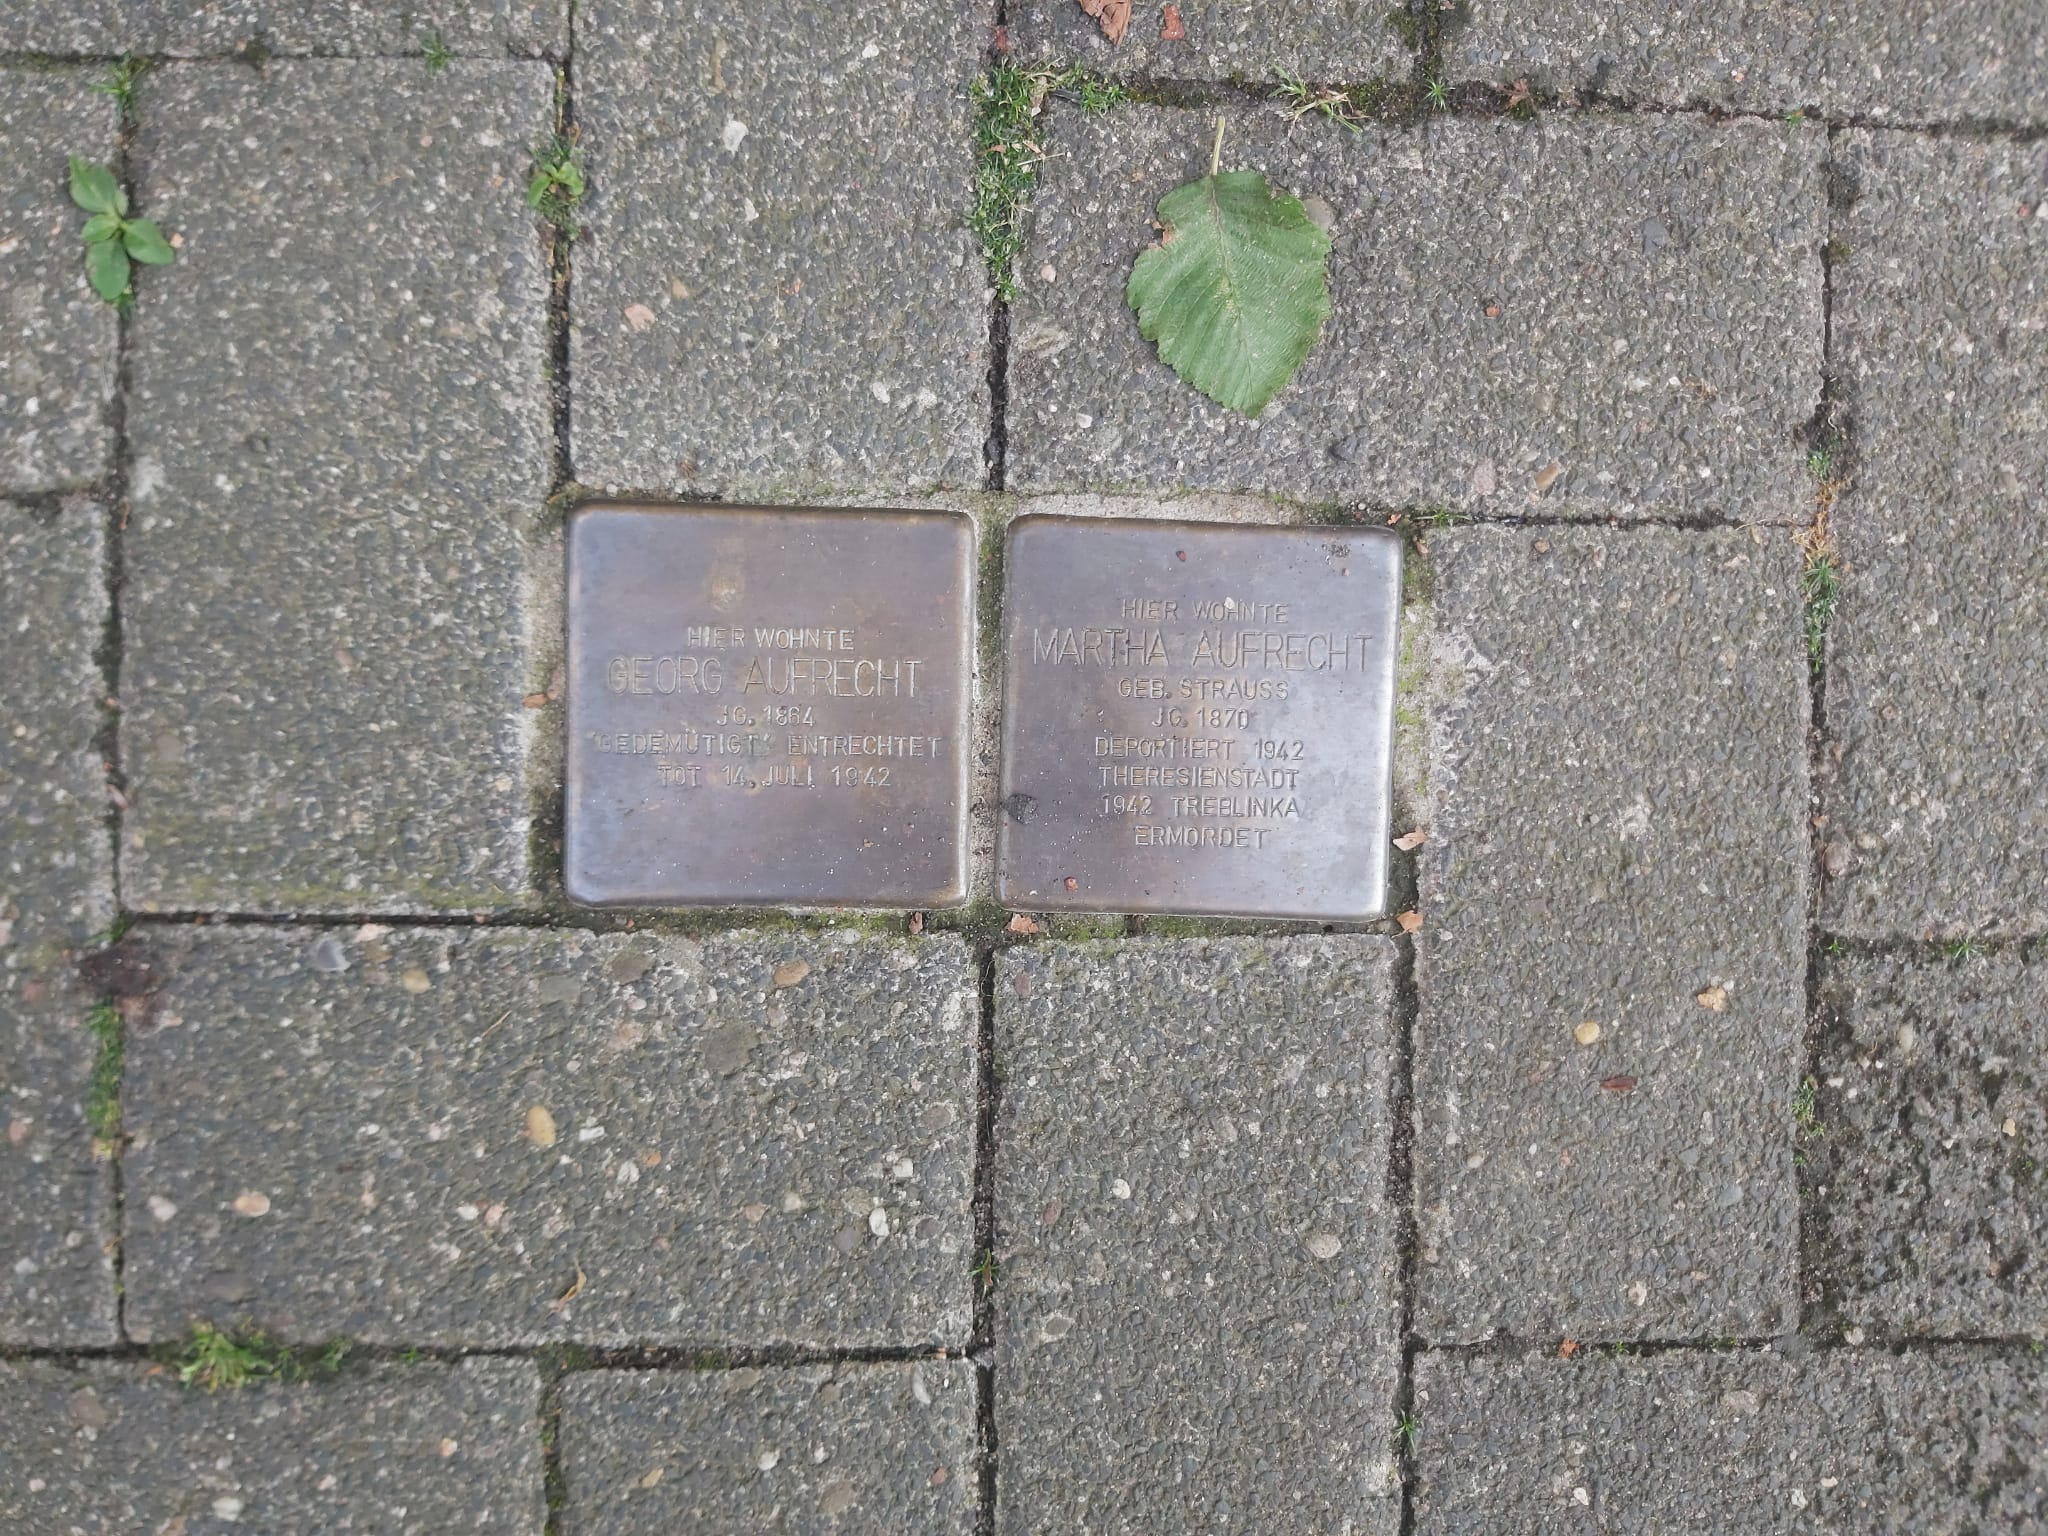 HIER WOHNTE
GEORG AUFRECHT
JG. 1864
GEDEMÜTIGT / ENTRECHTET
TOT 14. JULI 1942
HIER WOHNTE
MARTHA AUFRECHT
GEB. STRAUSS
JG. 1870
DEPORTIERT 1942
THERESIENSTADT
1942 TREBLINKA
ERMORDET